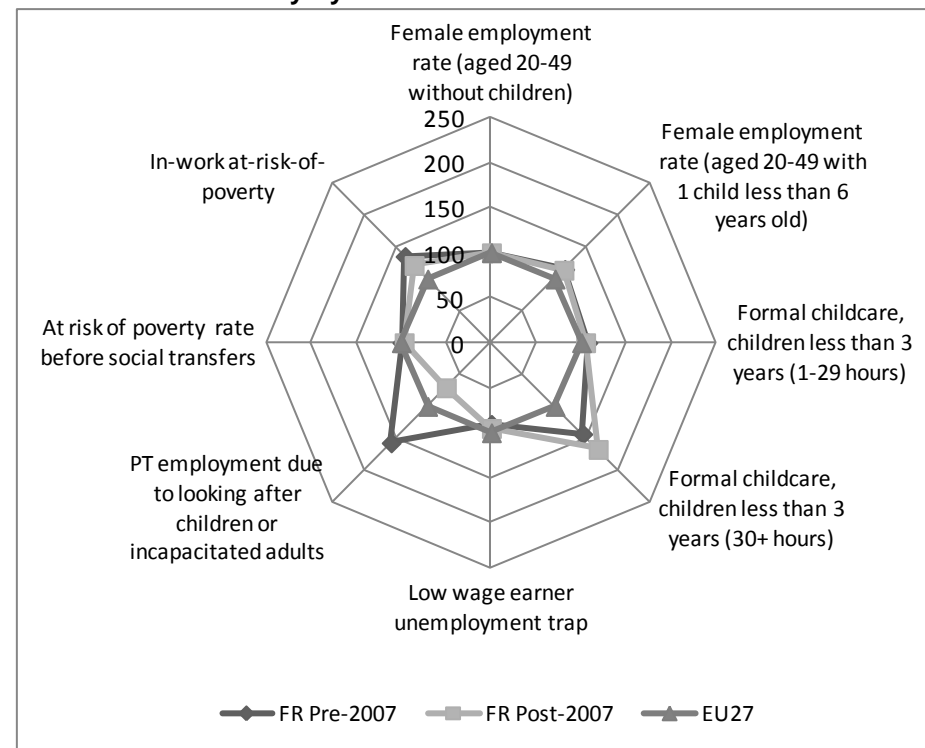 Female employment
rate (aged 20-49
without children)
250
200
150
100
50
0
Female employment
rate (aged 20-49 with
1 child less than 6
years old)
Formal childcare,
children less than 3
years (1-29 hours)
Formal childcare,
children less than 3
years (30+ hours)
Low wage earner
unemployment trap
PT employment due
to looking after
children or
incapacitated adults
At risk of poverty rate
before social transfers
In-work at-risk-of-
poverty
FR Pre-2007
FR Post-2007
EU27